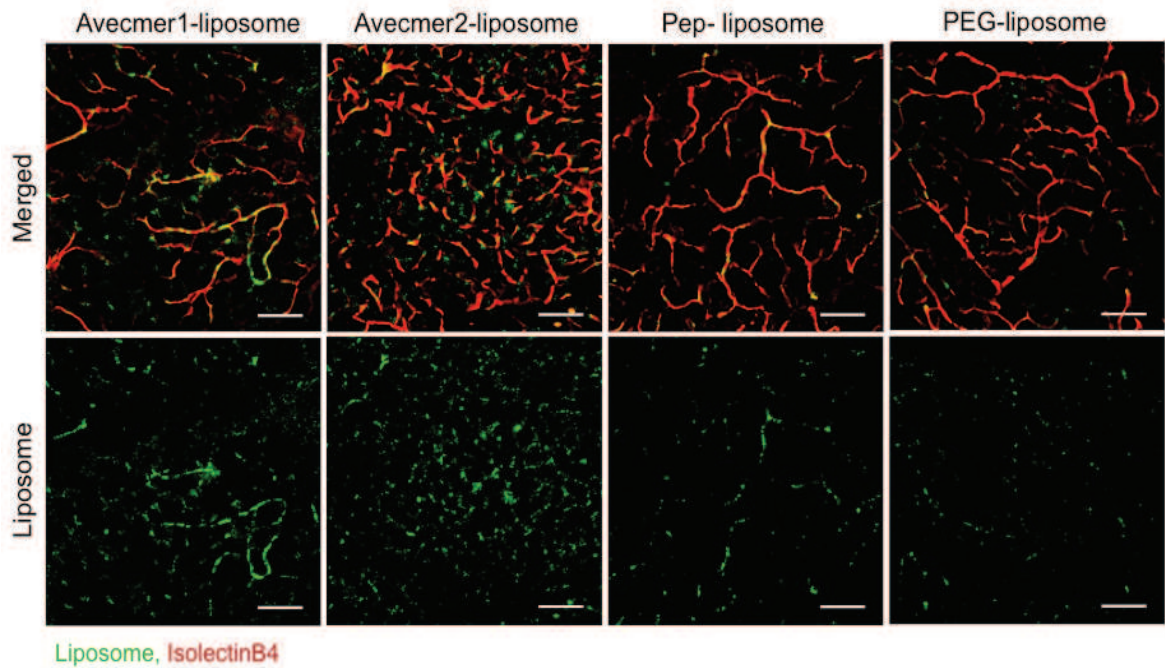 Avecmer1-liposome Avecmer2-liposome Pep- liposome PEG-liposome
Merged
Liposome
Liposome, IsolectinB4